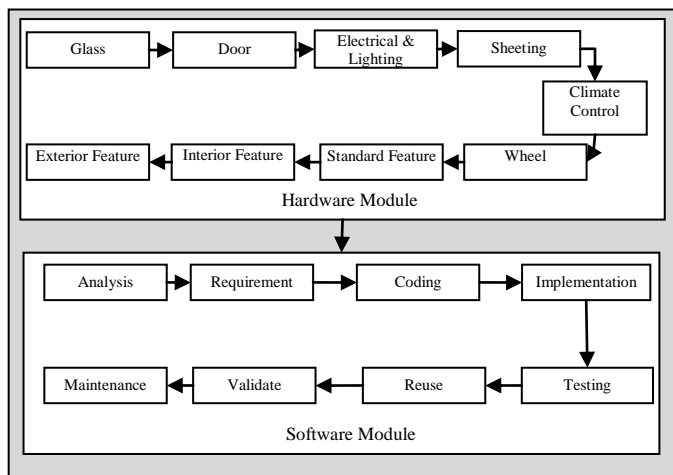 Glass
Door
Electrical &
Lighting
Sheeting
Climate
Control
Exterior Feature
Interior Feature
Standard Feature
Wheel
Hardware Module
Analysis
Requirement
Coding
Implementation
Maintenance
Validate
Reuse
Testing
Software Module